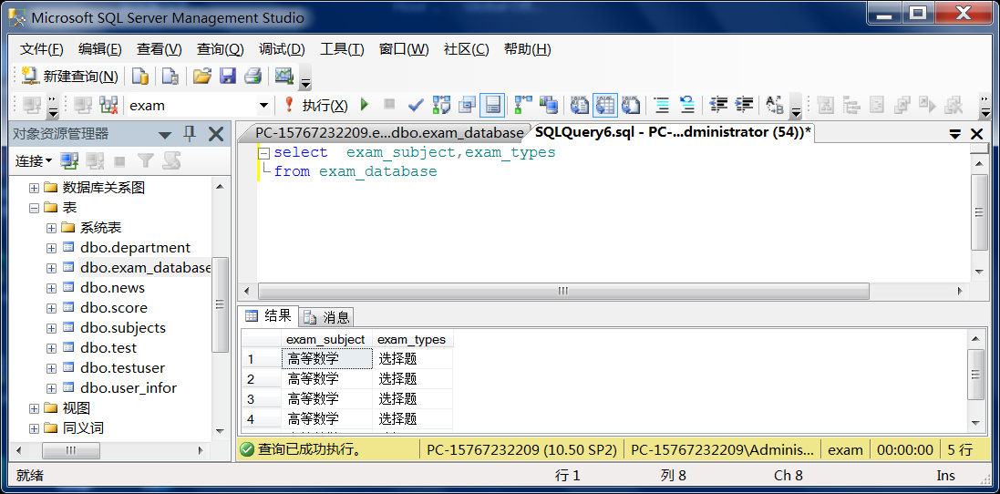 Microsoft SQL Server Management Studio
文件(F) 编辑(E) 查看(V) 查询(Q) 调试(D) 工具(T) 窗口(W) 社区(C) 帮助(H)
新建查询(N)
exam 执行(X)
对象资源管理器
PC-15767232209.e...dbo.exam_database SQLQuery6.sql - PC-...dministrator (54))*
连接
数据库关系图
表
系统表
dbo.department
dbo.exam_database
dbo.news
dbo.score
dbo.subjects
dbo.test
dbo.testuser
dbo.user_infor
视图
同义词
select exam_subject,exam_types
from exam_database
结果 消息
exam_subject exam_types
1 高等数学 选择题
2 高等数学 选择题
3 高等数学 选择题
4 高等数学 选择题
查询已成功执行。 PC-15767232209 (10.50 SP2) PC-15767232209\Adminis... exam 00:00:00 5 行
就绪 行 1 列 8 Ch 8 Ins